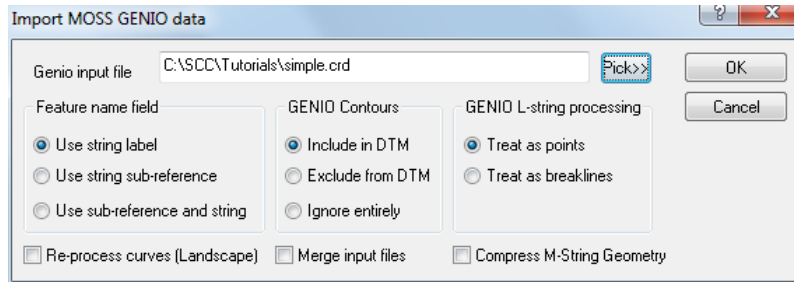 Import MOSS GENIO data
? X
Genio input file C:\SCC\Tutorials\simple.crd Pick>> OK
Feature name field GENIO Contours GENIO L-string processing Cancel
Use string label Include in DTM Treat as points
Use string sub-reference Exclude from DTM Treat as breaklines
Use sub-reference and string Ignore entirely
Re-process curves (Landscape) Merge input files Compress M-String Geometry